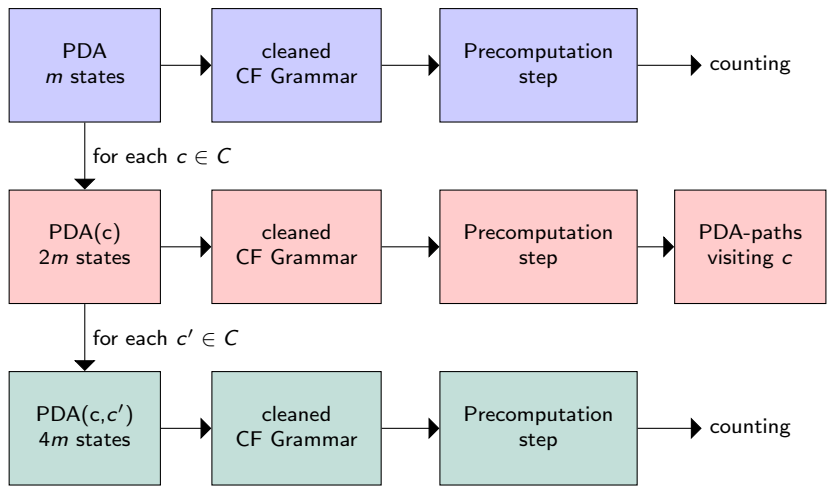 PDA
m states
cleaned
CF Grammar
Precomputation
step
counting
for each c ∈ C
PDA(c)
2m states
cleaned
CF Grammar
Precomputation
step
PDA-paths
visiting c
for each c′ ∈ C
PDA(c,c′)
4m states
cleaned
CF Grammar
Precomputation
step
counting